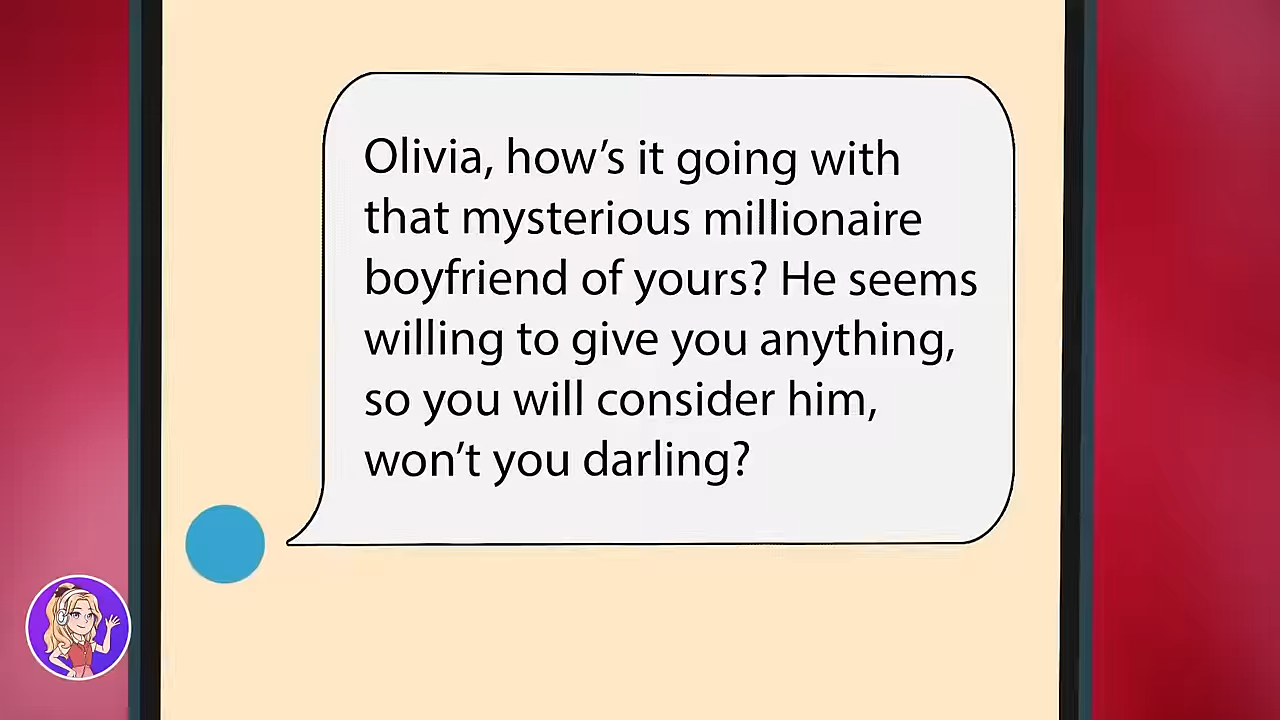 Olivia, how’s it going with
that mysterious millionaire
boyfriend of yours? He seems
willing to give you anything,
so you will consider him,
won’t you darling?